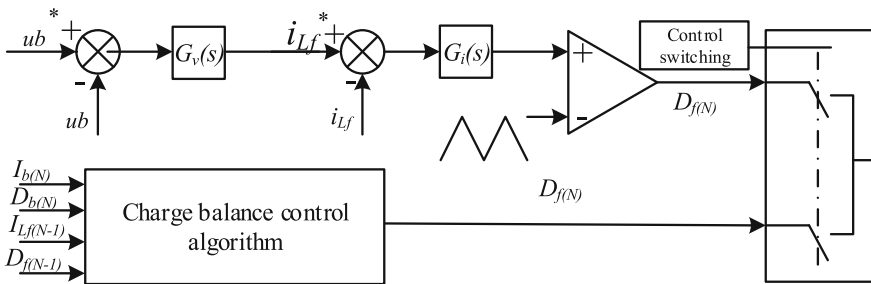 ub* +
-
ub
Gv(s)
iLf* +
-
iLf
Gi(s)
+
-
Control
switching
Df(N)
Ib(N)
Db(N)
ILf(N-1)
Df(N-1)
Charge balance control
algorithm
Df(N)